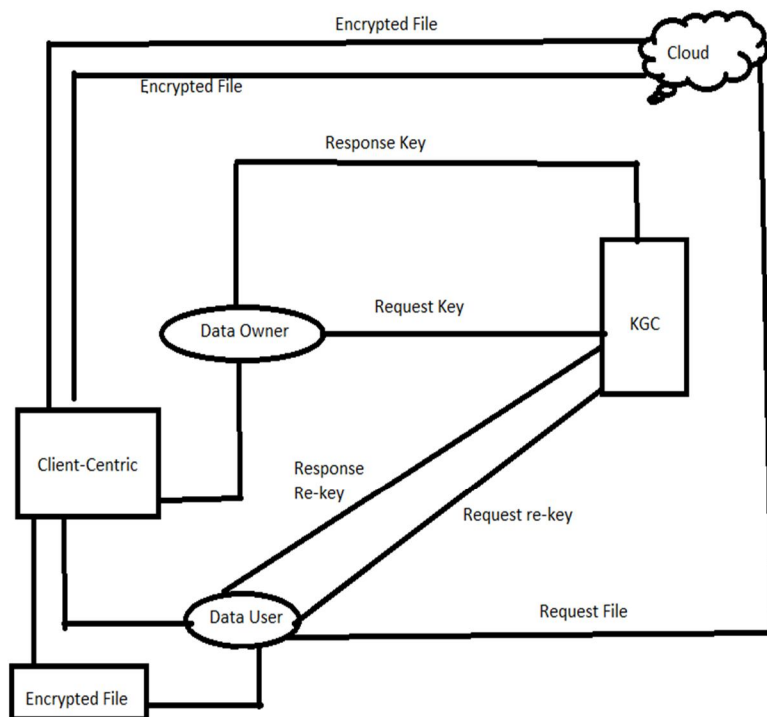 Encrypted File
Cloud
Encrypted File
Response Key
Request Key
Data Owner
KGC
Client-Centric
Response
Re-key
Request re-key
Data User
Request File
Encrypted File